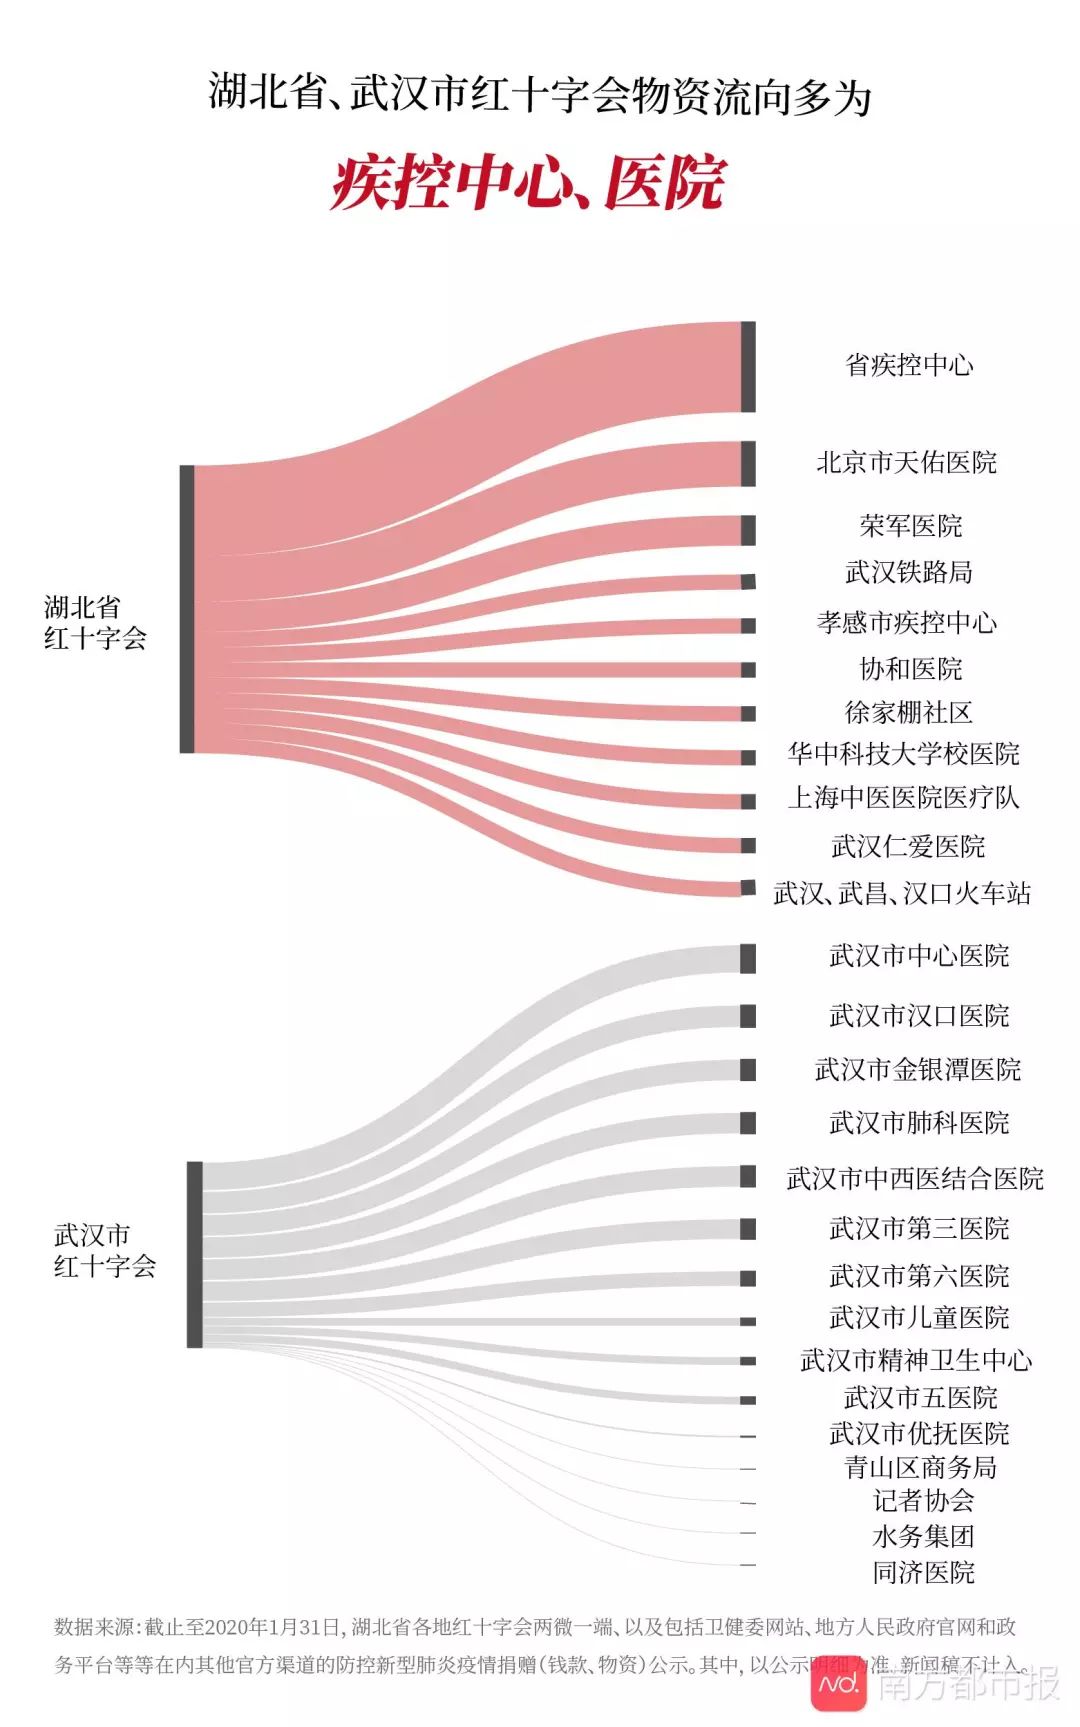 湖北省、武汉市红十字会物资流向多为
疾控中心、医院
湖北省
红十字会
省疾控中心
北京市天佑医院
荣军医院
武汉铁路局
孝感市疾控中心
协和医院
徐家棚社区
华中科技大学校医院
上海中医医院医疗队
武汉仁爱医院
武汉、武昌、汉口火车站
武汉市
红十字会
武汉市中心医院
武汉市汉口医院
武汉市金银潭医院
武汉市肺科医院
武汉市中西医结合医院
武汉市第三医院
武汉市第六医院
武汉市儿童医院
武汉市精神卫生中心
武汉市五医院
武汉市优抚医院
青山区商务局
记者协会
水务集团
同济医院
数据来源：截止至2020年1月31日，湖北省各地红十字会两微一端、以及包括卫健委网站、地方人民政府官网和政
务平台等等在内其他官方渠道的防控新型肺炎疫情捐赠（钱款、物资）公示。其中，以公示明细为准，新闻稿不计入。
Nd. 南方都市报